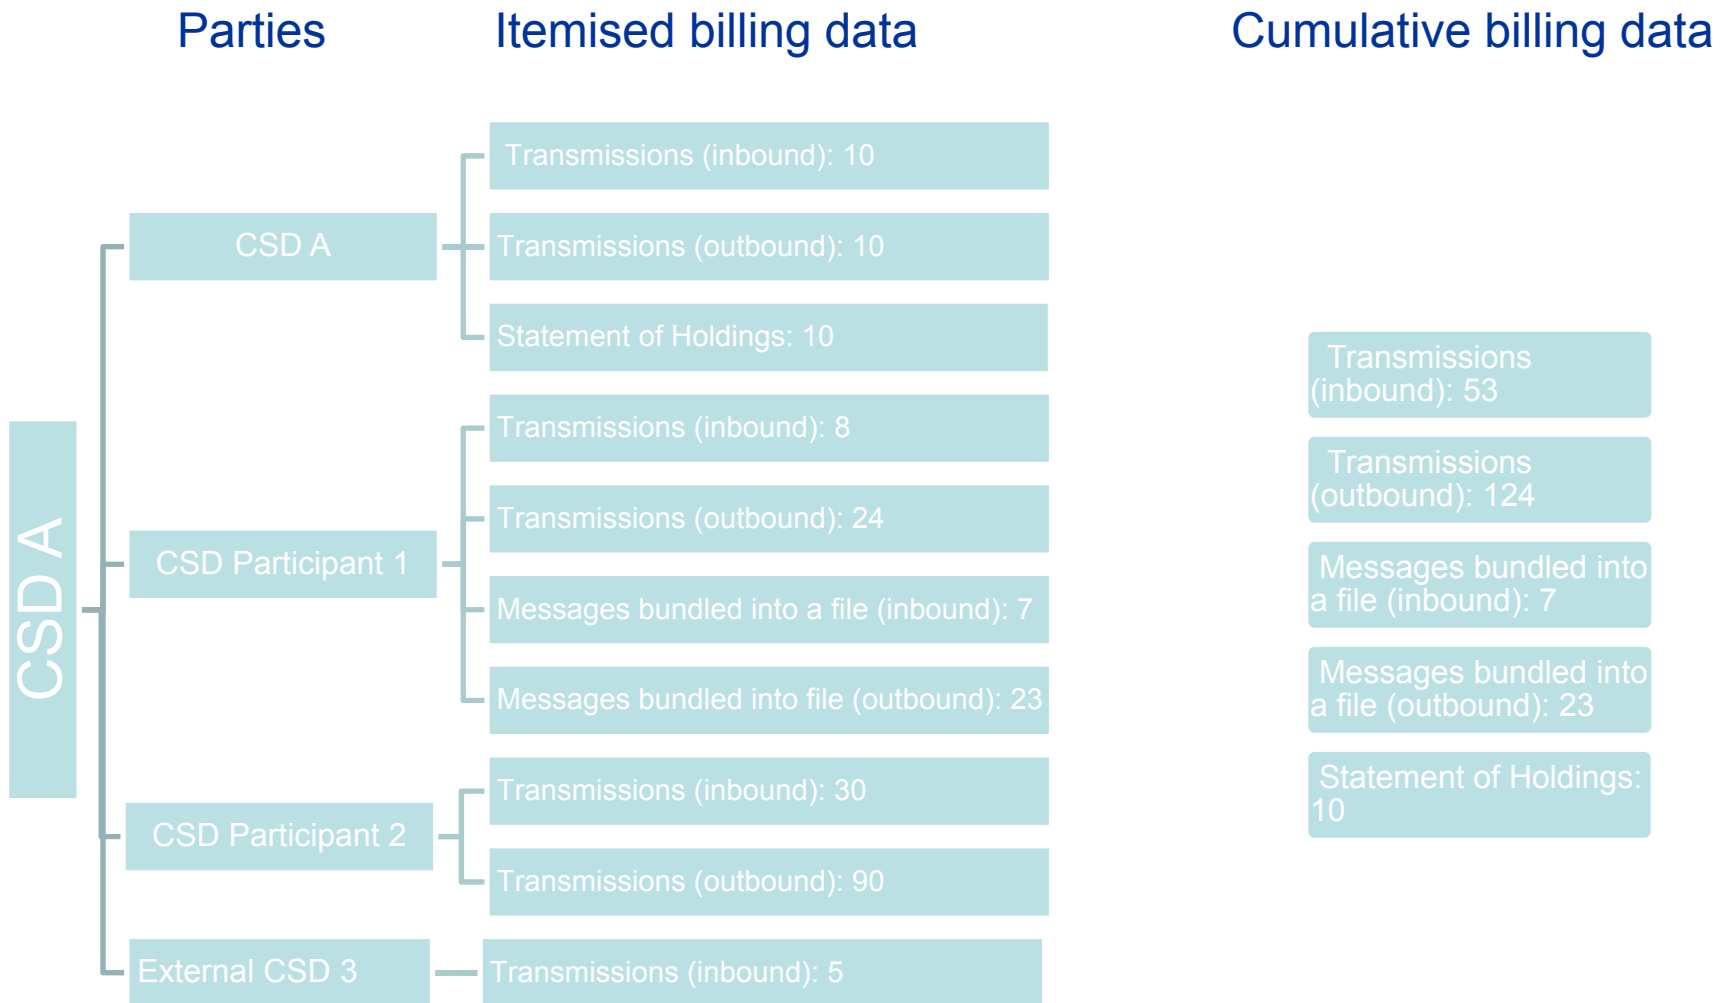 Parties
Itemised billing data
Cumulative billing data
CSD A
CSD A
Transmissions (inbound): 10
Transmissions (outbound): 10
Statement of Holdings: 10
CSD Participant 1
Transmissions (inbound): 8
Transmissions (outbound): 24
Messages bundled into a file (inbound): 7
Messages bundled into file (outbound): 23
CSD Participant 2
Transmissions (inbound): 30
Transmissions (outbound): 90
External CSD 3
Transmissions (inbound): 5
Transmissions
(inbound): 53
Transmissions
(outbound): 124
Messages bundled into
a file (inbound): 7
Messages bundled into
a file (outbound): 23
Statement of Holdings:
10